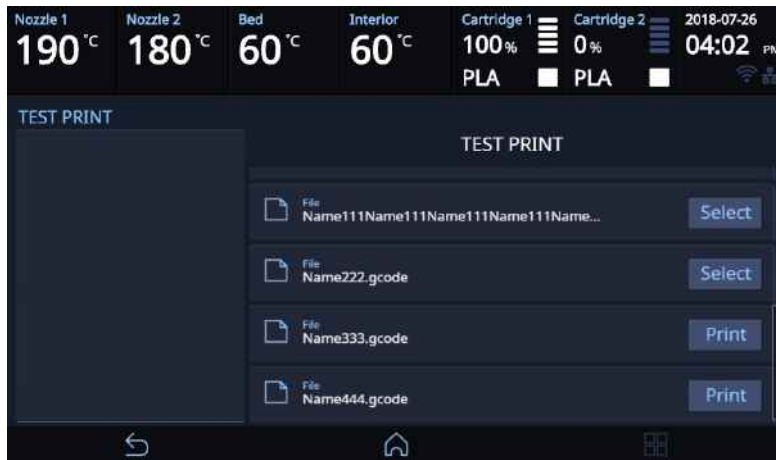 Nozzle 1 Nozzle 2 Bed Interior Cartridge 1 Cartridge 2 2018-07-26
190°C 180°C 60°C 60°C 100% 0% 04:02 PM
PLA PLA
TEST PRINT
TEST PRINT
File
Name111Name111Name111Name111Name...
Select
File
Name222.gcode
Select
File
Name333.gcode
Print
File
Name444.gcode
Print